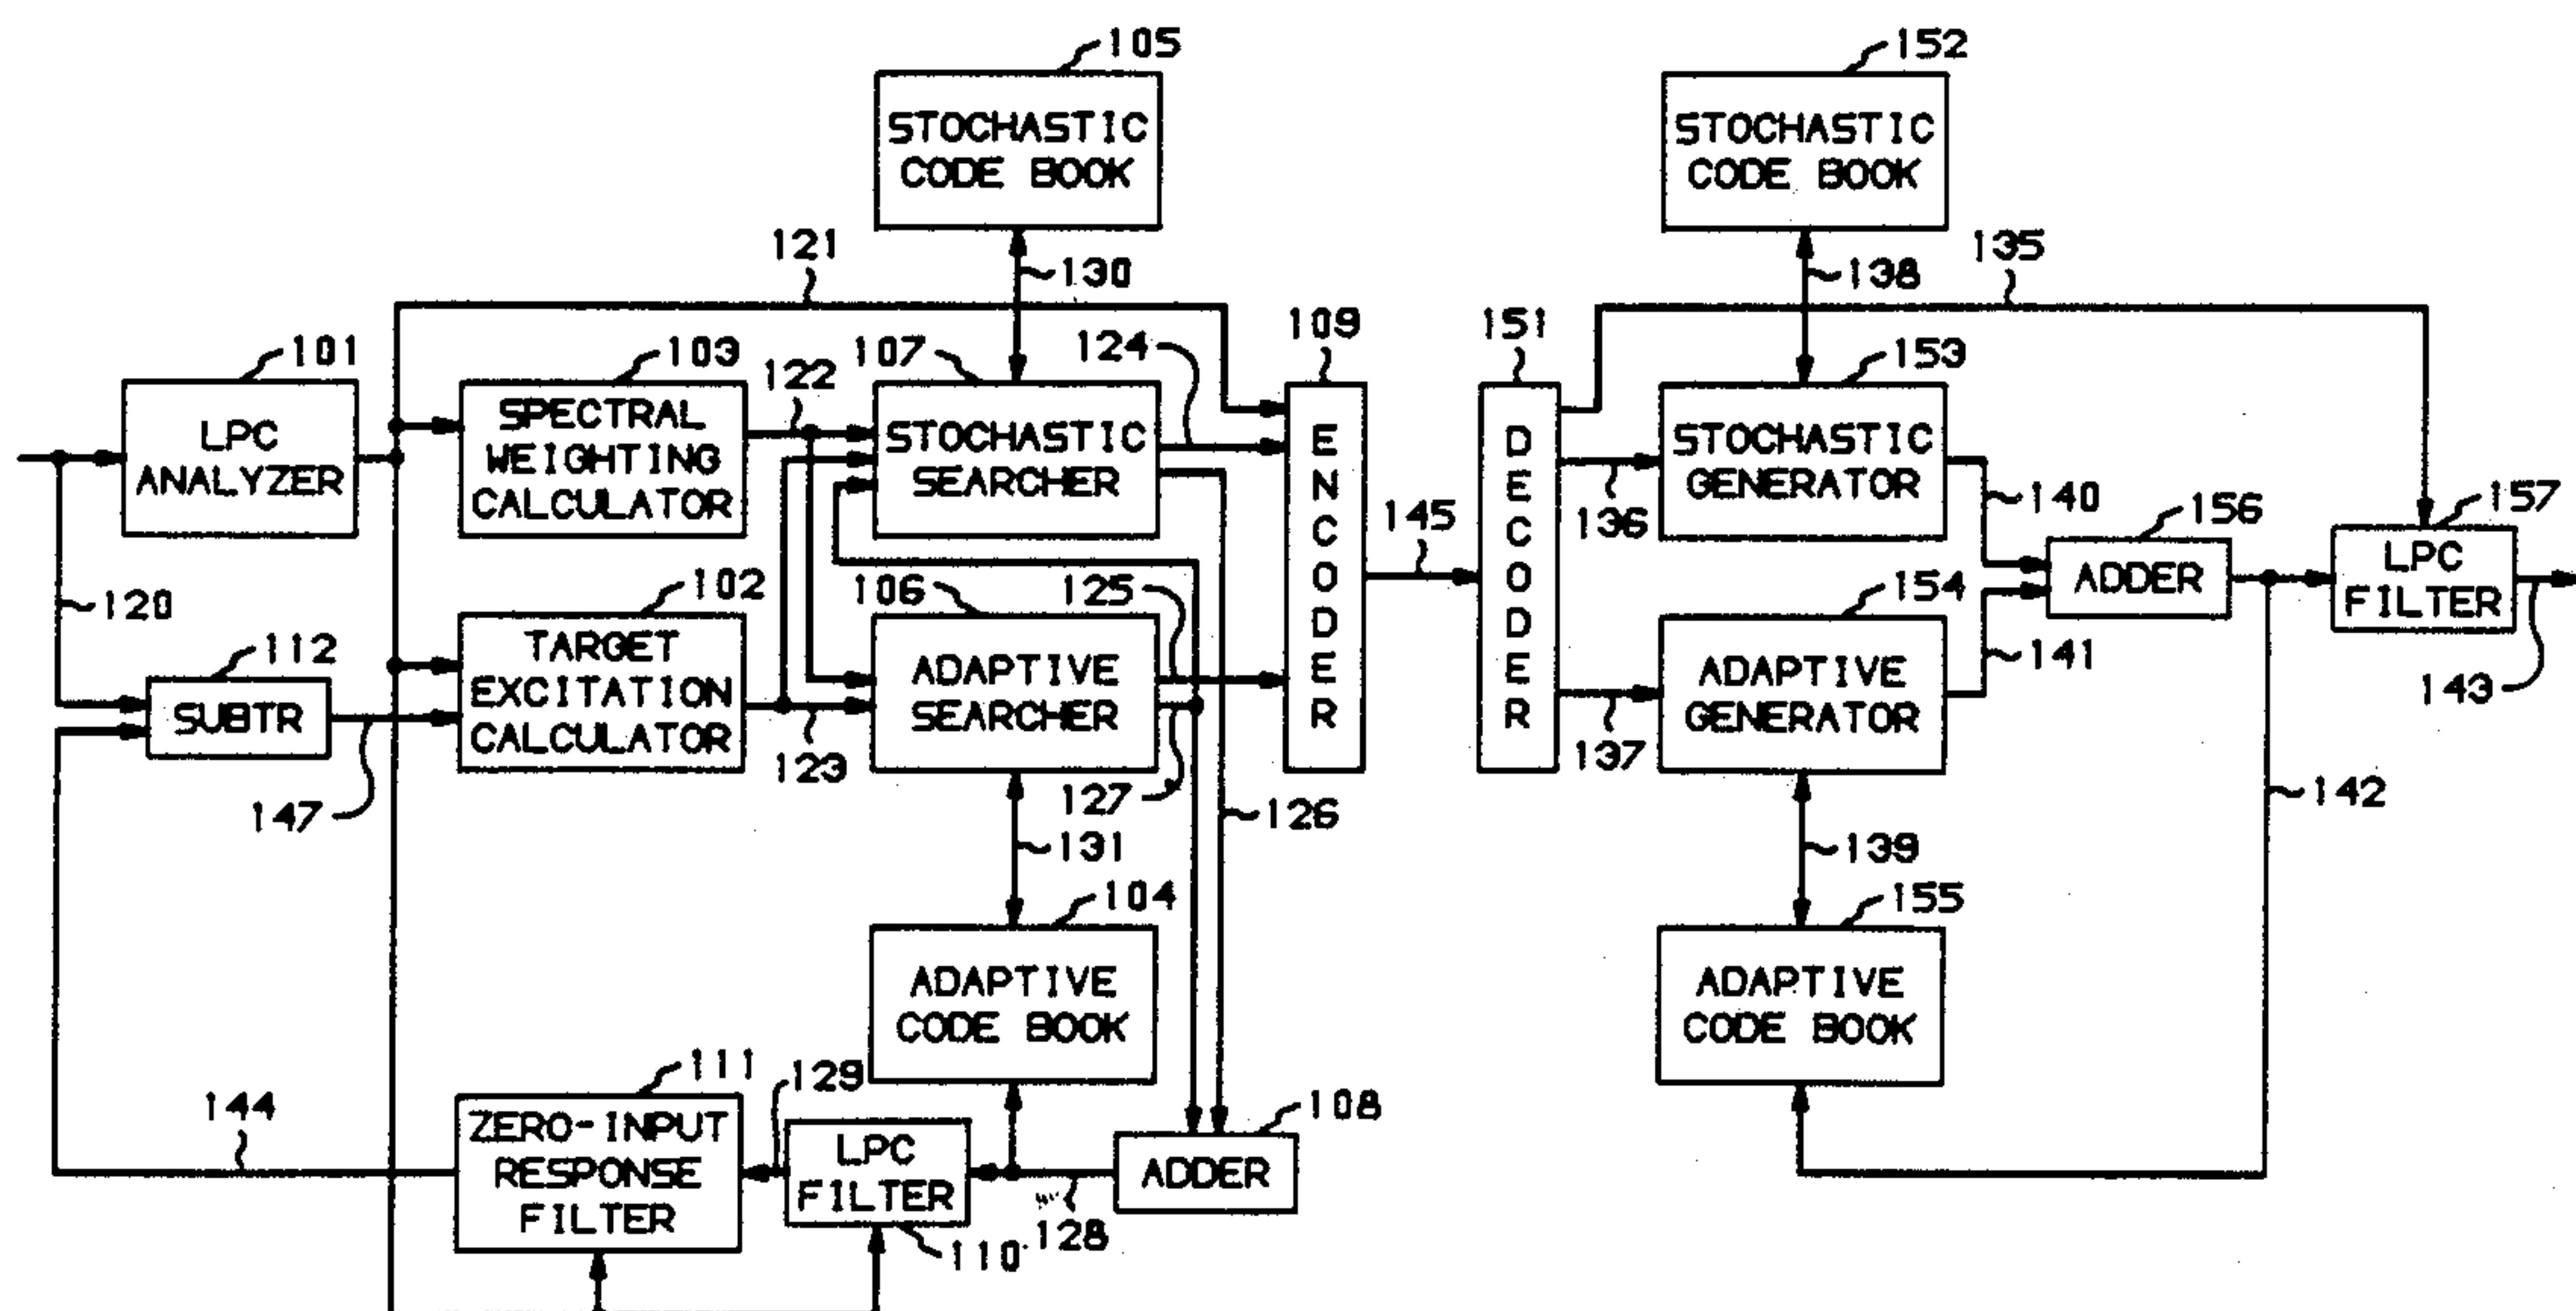 105
STOCHASTIC
CODE BOOK
152
STOCHASTIC
CODE BOOK
121
130
138
135
101
LPC
ANALYZER
103
SPECTRAL
WEIGHTING
CALCULATOR
122
107
STOCHASTIC
SEARCHER
124
109
ENCODER
151
DECODER
153
STOCHASTIC
GENERATOR
136
140
145
156
ADDER
157
LPC
FILTER
143
120
112
SUBTR
147
102
TARGET
EXCITATION
CALCULATOR
123
106
ADAPTIVE
SEARCHER
125
127
126
154
ADAPTIVE
GENERATOR
137
141
142
131
139
104
ADAPTIVE
CODE BOOK
155
ADAPTIVE
CODE BOOK
144
111
ZERO-INPUT
RESPONSE
FILTER
129
LPC
FILTER
110
128
108
ADDER